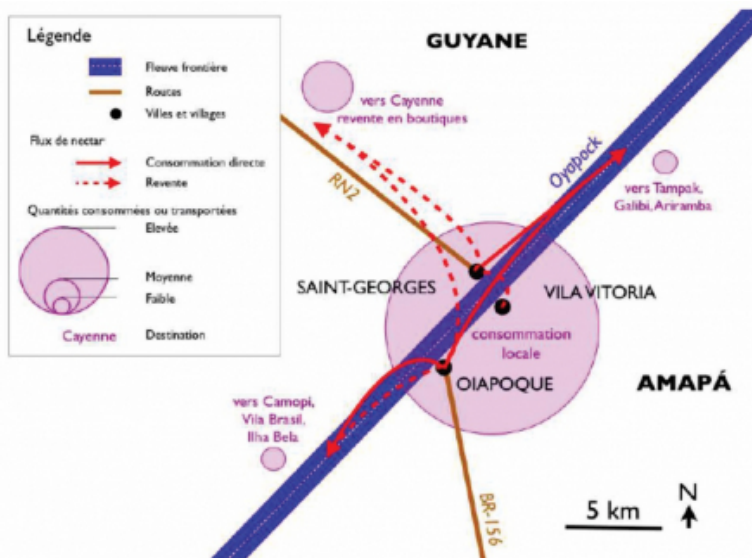 Légende
Fleuve frontière
Routes
Villes et villages
Flux de nectar
Consommation directe
Revente
Quantités consommées ou transportées
Elevée
Moyenne
Faible
Cayenne
Destination
GUYANE
vers Cayenne
revente en boutiques
RN2
Oyapock
vers Tampak,
Galibi, Ariramba
SAINT-GEORGES
VILA VITORIA
consommation
locale
OIAPOQUE
AMAPÁ
vers Camopi,
Vila Brasil,
Ilha Bela
BR-156
5 km
N